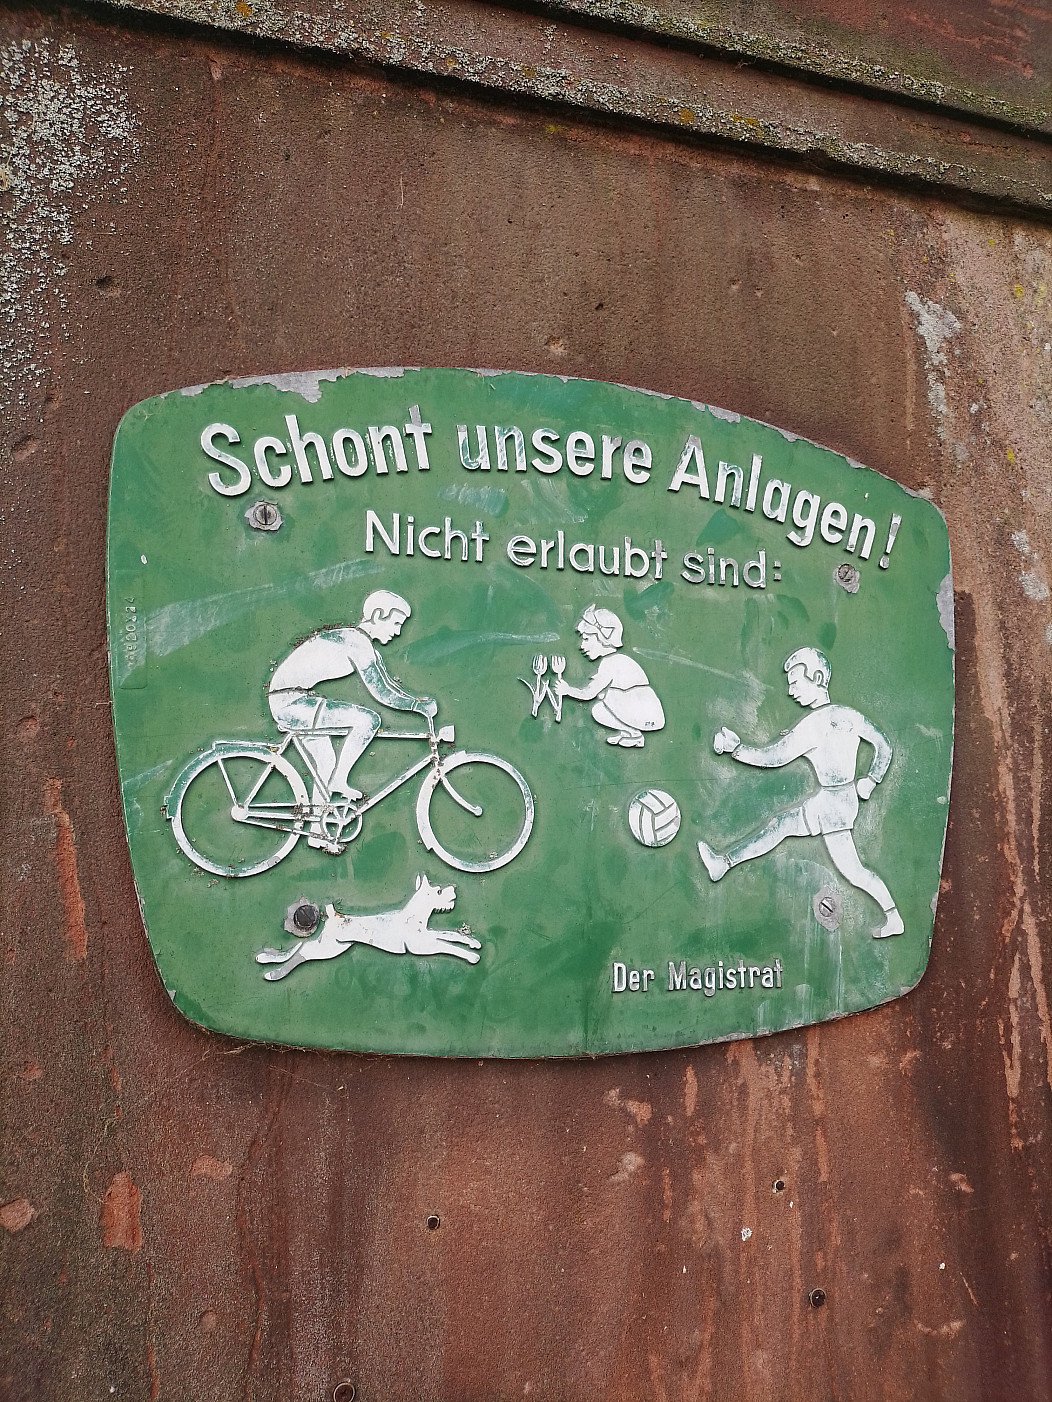 Schont unsere Anlagen!
Nicht erlaubt sind:
Der Magistrat